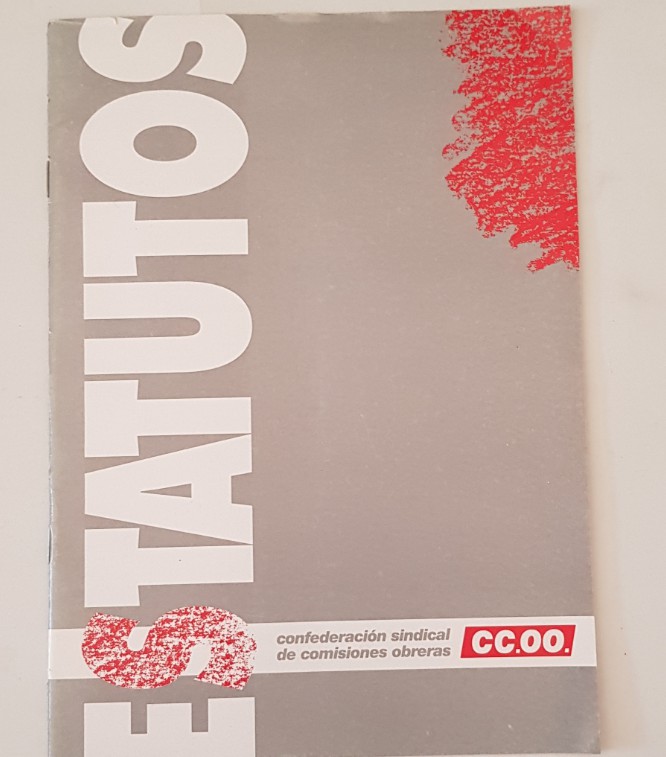 ESTATUTOS
confederación sindical
de comisiones obreras
CC.OO.